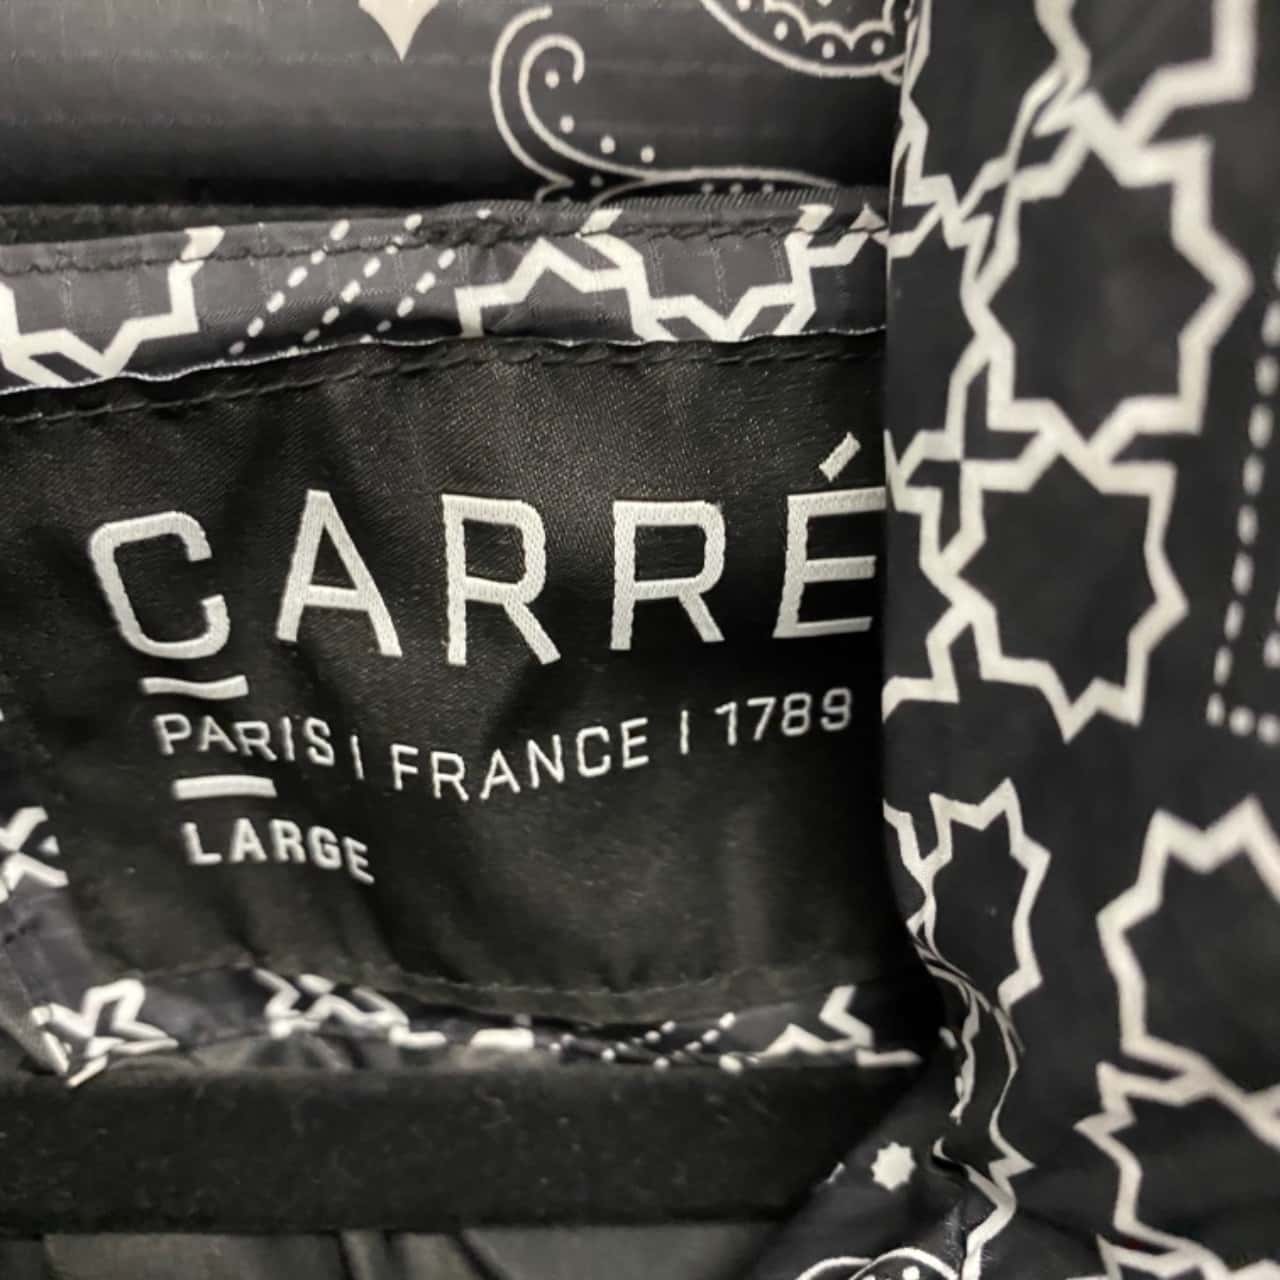 CARRÉ
PARIS | FRANCE | 1789
LARGE